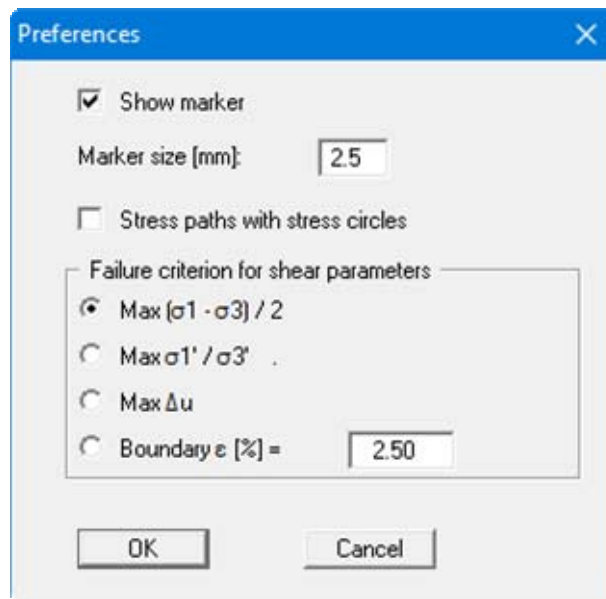 Preferences
Show marker
Marker size [mm]: 2.5
Stress paths with stress circles
Failure criterion for shear parameters
Max (σ1 - σ3) / 2
Max σ1' / σ3' .
Max Δu
Boundary ε [%] = 2.50
OK Cancel